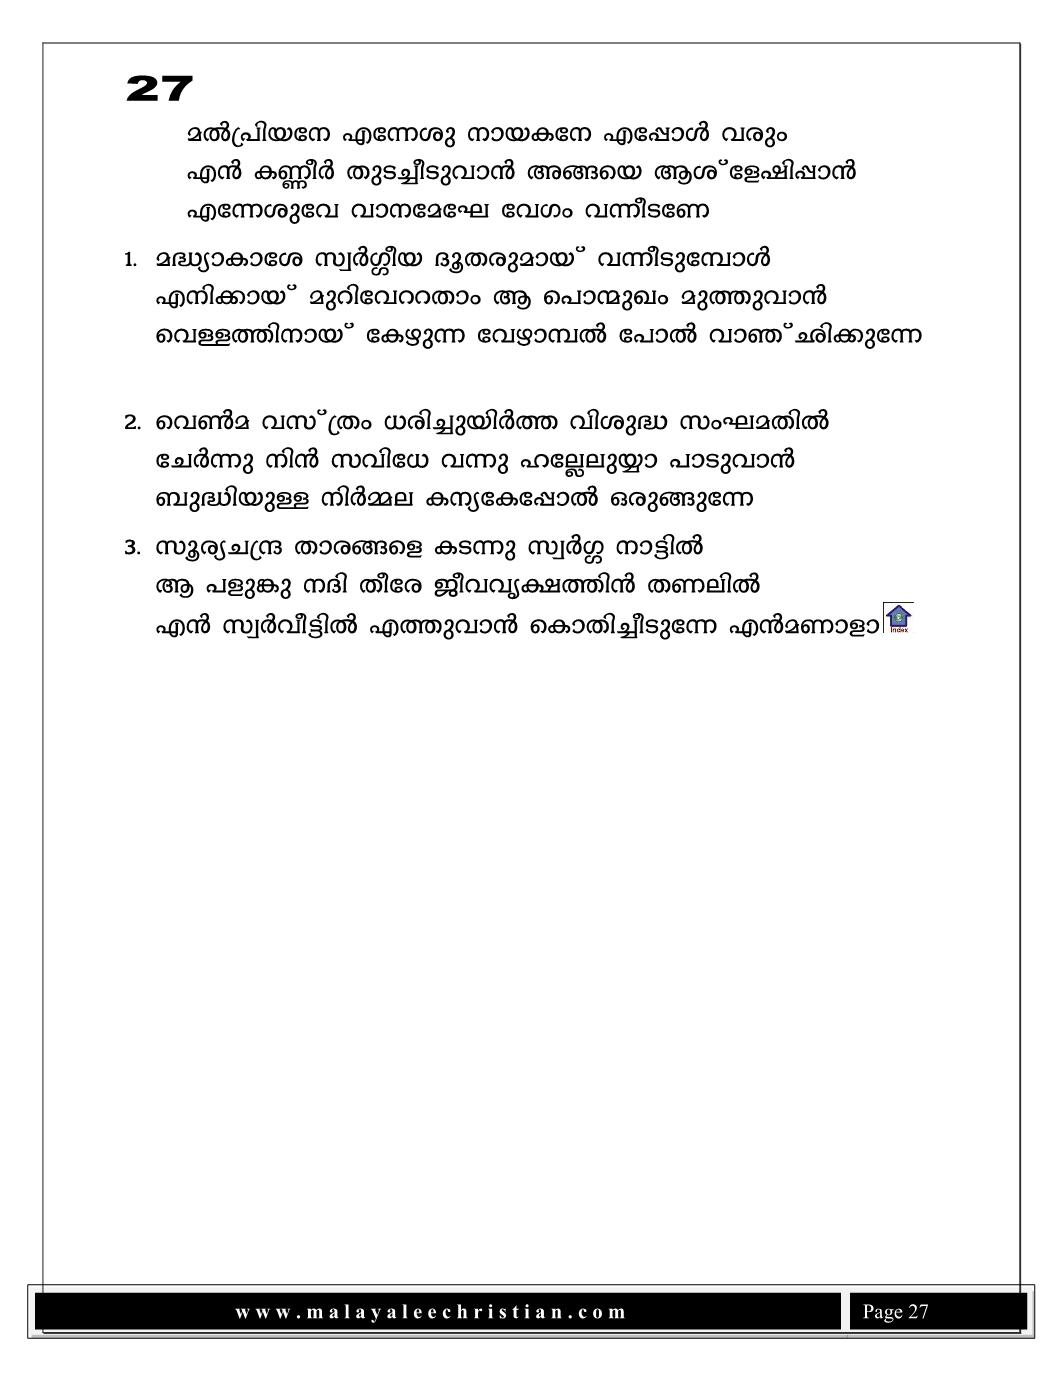 27
മൽപ്രിയനേ എന്നേശു നായകനേ എപ്പോൾ വരും
എൻ കണ്ണീർ തുടച്ചീടുവാൻ അങ്ങയെ ആശ്ളേഷിപ്പാൻ
എന്നേശുവേ വാനമേഘേ വേഗം വന്നീടണേ
1. മദ്ധ്യാകാശേ സ്വർഗ്ഗീയ ദൂതരുമായ് വന്നീടുമ്പോൾ
എനിക്കായ് മുറിവേററതാം ആ പൊന്മുഖം മുത്തുവാൻ
വെള്ളത്തിനായ് കേഴുന്ന വേഴാമ്പൽ പോൽ വാഞ്ഛിക്കുന്നേ
2. വെൺമ വസ്ത്രം ധരിച്ചുയിർത്ത വിശുദ്ധ സംഘമതിൽ
ചേർന്നു നിൻ സവിധേ വന്നു ഹല്ലേലുയ്യാ പാടുവാൻ
ബുദ്ധിയുള്ള നിർമ്മല കന്യകേപ്പോൽ ഒരുങ്ങുന്നേ
3. സൂര്യചന്ദ്ര താരങ്ങളെ കടന്നു സ്വർഗ്ഗ നാട്ടിൽ
ആ പളുങ്കു നദി തീരേ ജീവവൃക്ഷത്തിൻ തണലിൽ
എൻ സ്വർവീട്ടിൽ എത്തുവാൻ കൊതിച്ചീടുന്നേ എൻമണാളാ Index
www.malayaleechristian.com Page 27